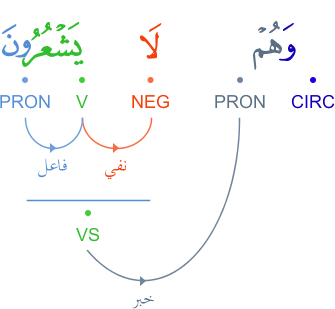 وَهُمۡ لَا يَشۡعُرُونَ
CIRC PRON NEG V PRON
نفي فاعل
VS
خبر